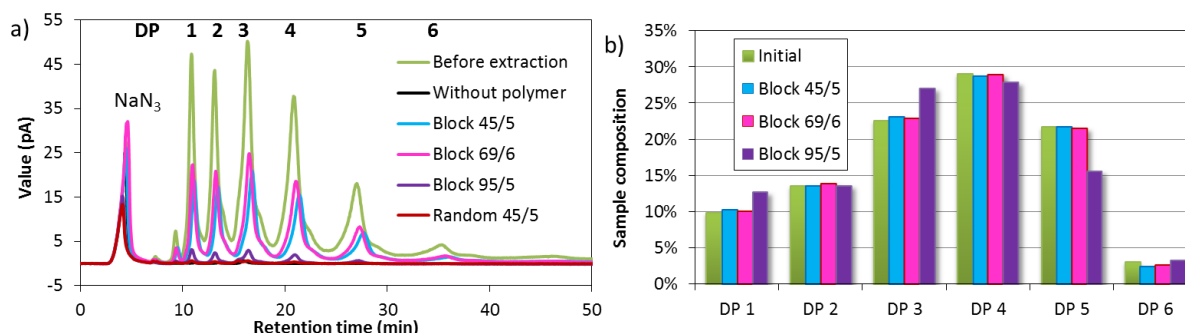 a)
DP 1 2 3 4 5 6
55
45
35
25
15
5
-5
Value (pA)
NaN3
Before extraction
Without polymer
Block 45/5
Block 69/6
Block 95/5
Random 45/5
0 10 20 30 40 50
Retention time (min)
b)
35%
30%
25%
20%
15%
10%
5%
0%
Sample composition
Initial
Block 45/5
Block 69/6
Block 95/5
DP 1 DP 2 DP 3 DP 4 DP 5 DP 6